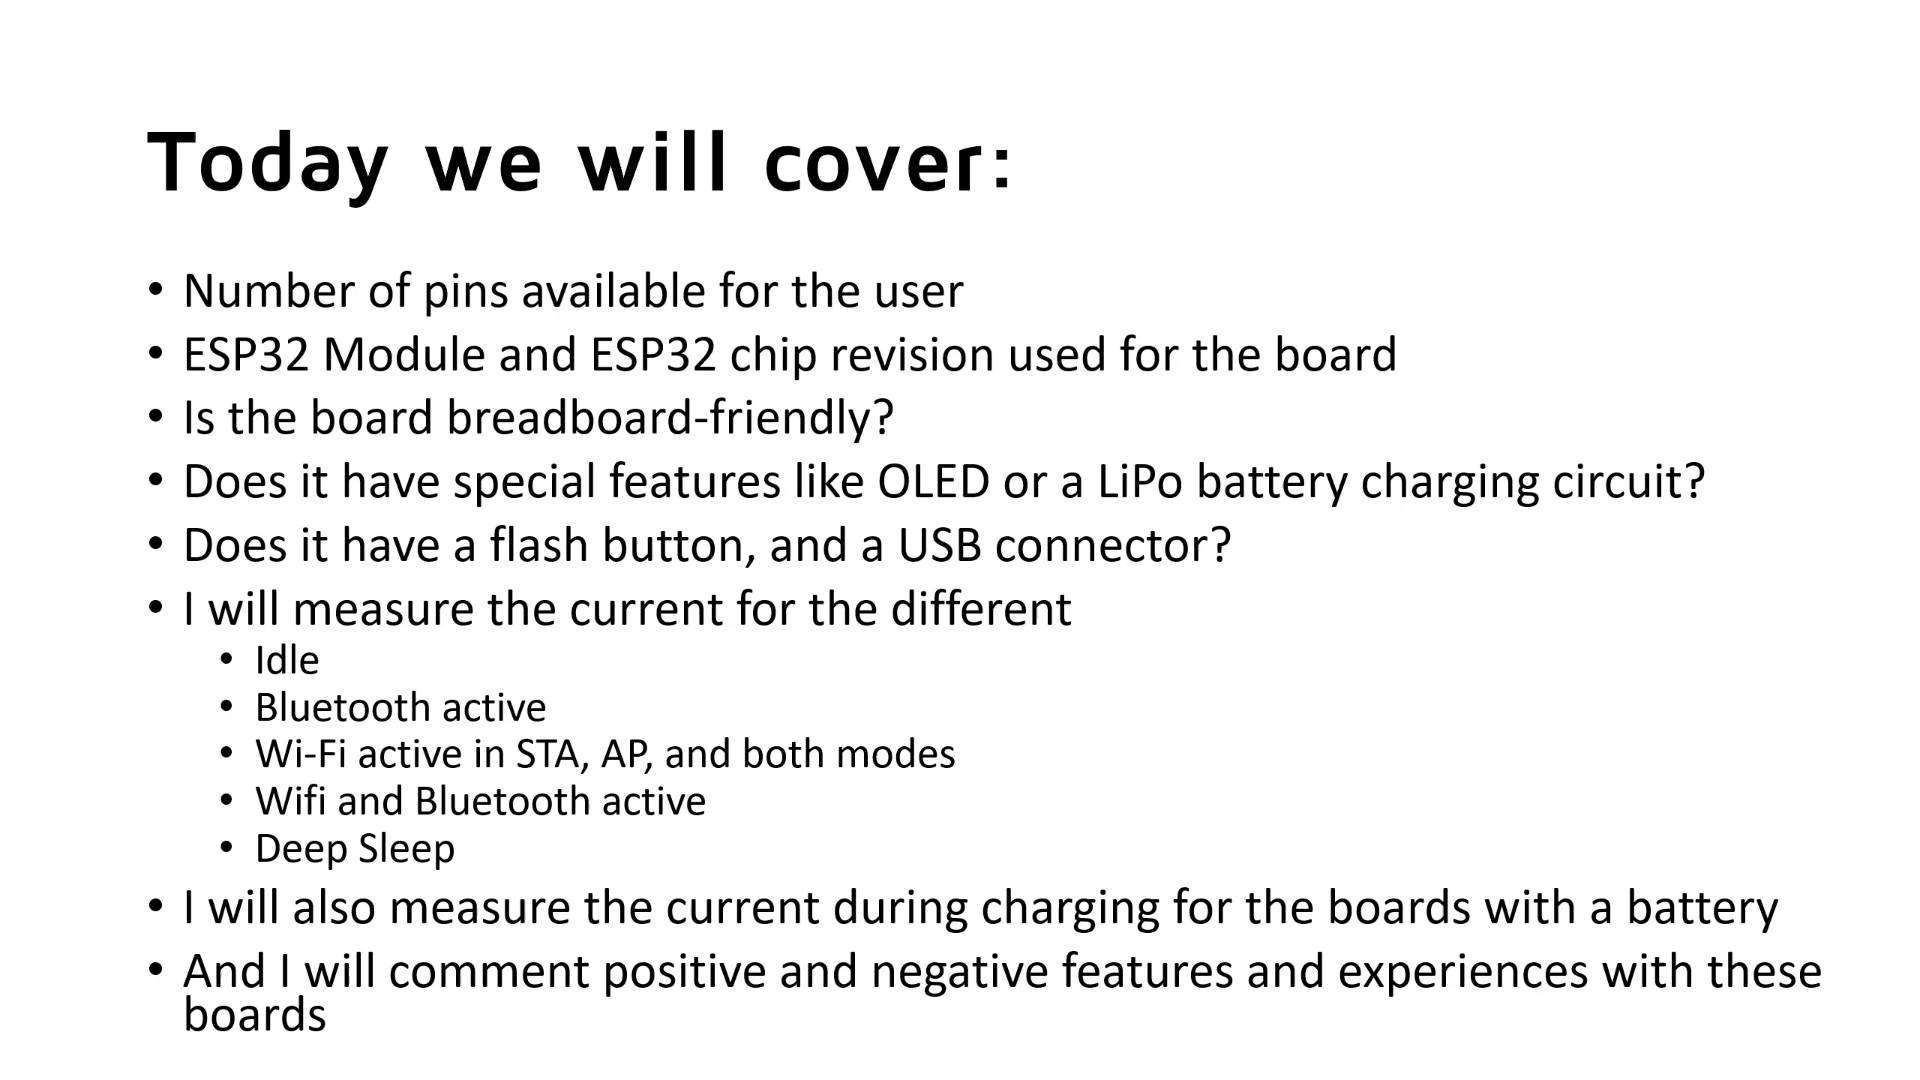 Today we will cover:
• Number of pins available for the user
• ESP32 Module and ESP32 chip revision used for the board
• Is the board breadboard-friendly?
• Does it have special features like OLED or a LiPo battery charging circuit?
• Does it have a flash button, and a USB connector?
• I will measure the current for the different
• Idle
• Bluetooth active
• Wi-Fi active in STA, AP, and both modes
• Wifi and Bluetooth active
• Deep Sleep
• I will also measure the current during charging for the boards with a battery
• And I will comment positive and negative features and experiences with these
boards